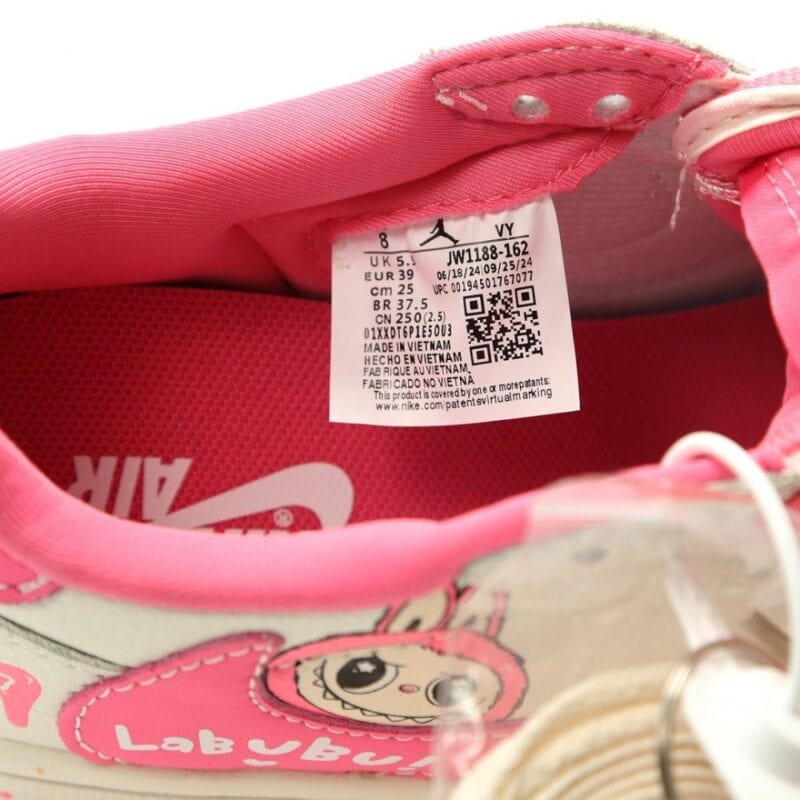 8 VY
UK 5.5 JW1188-162
EUR 39 06/18/24 09/25/24
cm 25 UPC 00194501767077
BR 37.5
CN 250(2.5)
01XXDT6P1E50U3
MADE IN VIETNAM
HECHO EN VIETNAM
FABRIQUE AU VIETNAM
FABRICADO NO VIETNA
This product is covered by one or more patents:
www.nike.com/patentsvirtualmarking
AIR
LaBUBU